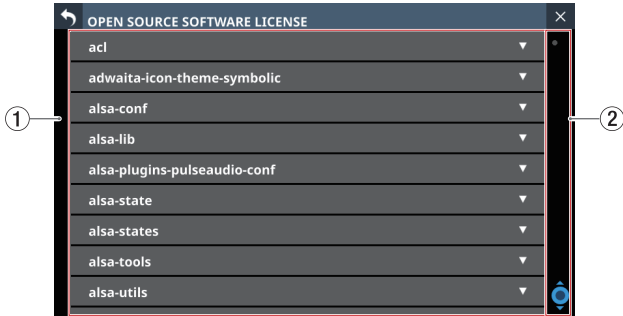 OPEN SOURCE SOFTWARE LICENSE
acl
adwaita-icon-theme-symbolic
alsa-conf
1
2
alsa-lib
alsa-plugins-pulseaudio-conf
alsa-state
alsa-states
alsa-tools
alsa-utils